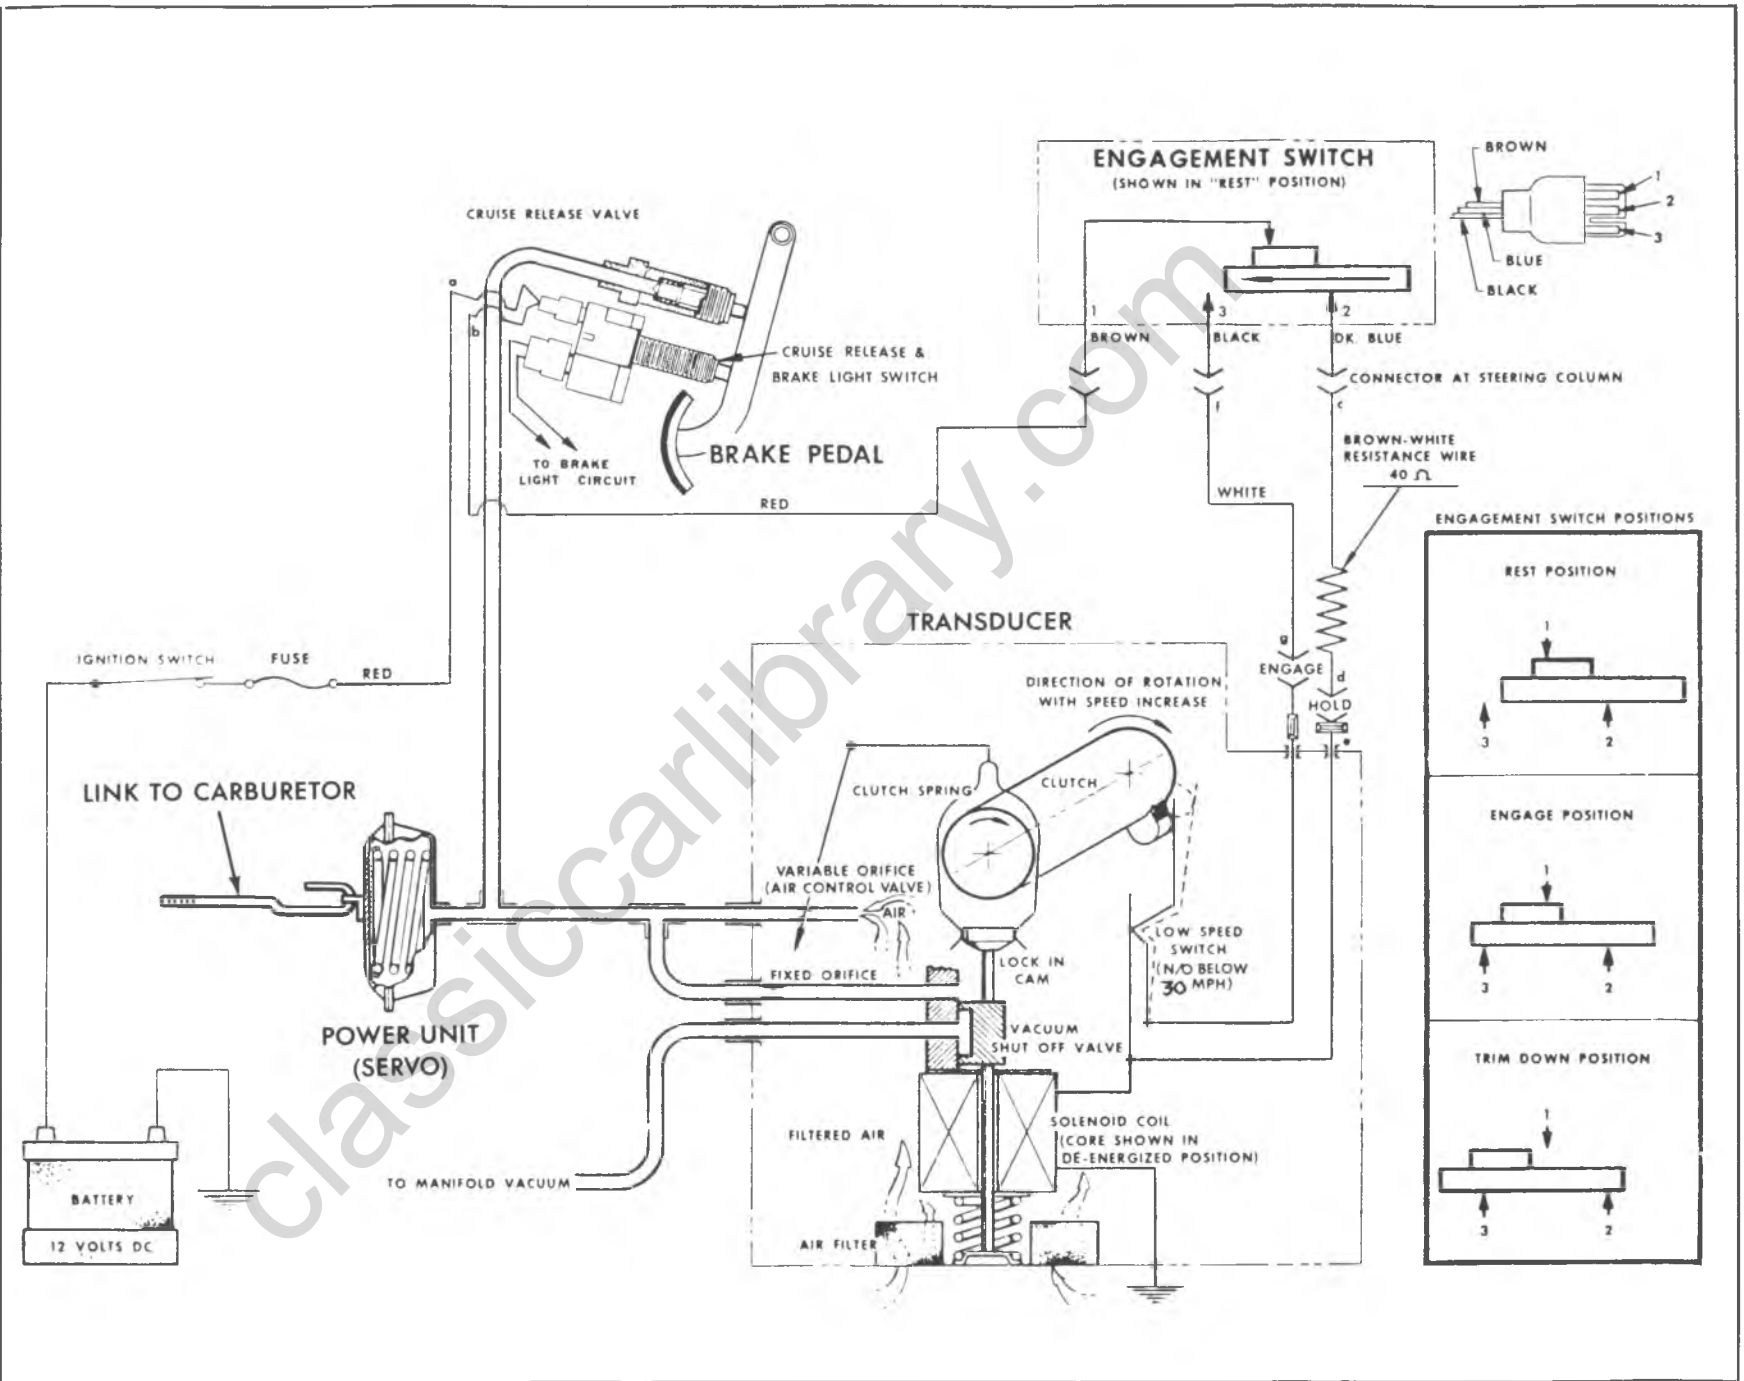 ENGAGEMENT SWITCH
(SHOWN IN "REST" POSITION)
BROWN
1
2
3
BLUE
BLACK
1
3
2
BROWN
BLACK
DK. BLUE
CONNECTOR AT STEERING COLUMN
f
c
BROWN-WHITE
RESISTANCE WIRE
40 Ω
WHITE
CRUISE RELEASE VALVE
a
b
CRUISE RELEASE &
BRAKE LIGHT SWITCH
BRAKE PEDAL
TO BRAKE
LIGHT CIRCUIT
RED
IGNITION SWITCH
FUSE
RED
TRANSDUCER
g
ENGAGE
d
HOLD
e
DIRECTION OF ROTATION
WITH SPEED INCREASE
CLUTCH SPRING
CLUTCH
LINK TO CARBURETOR
VARIABLE ORIFICE
(AIR CONTROL VALVE)
AIR
LOW SPEED
SWITCH
(N/O BELOW
30 MPH)
LOCK IN
CAM
FIXED ORIFICE
POWER UNIT
(SERVO)
VACUUM
SHUT OFF VALVE
FILTERED AIR
SOLENOID COIL
(CORE SHOWN IN
DE-ENERGIZED POSITION)
TO MANIFOLD VACUUM
AIR FILTER
BATTERY
12 VOLTS DC
ENGAGEMENT SWITCH POSITIONS
REST POSITION
1
3
2
ENGAGE POSITION
1
3
2
TRIM DOWN POSITION
1
3
2
classiccarlibrary.com